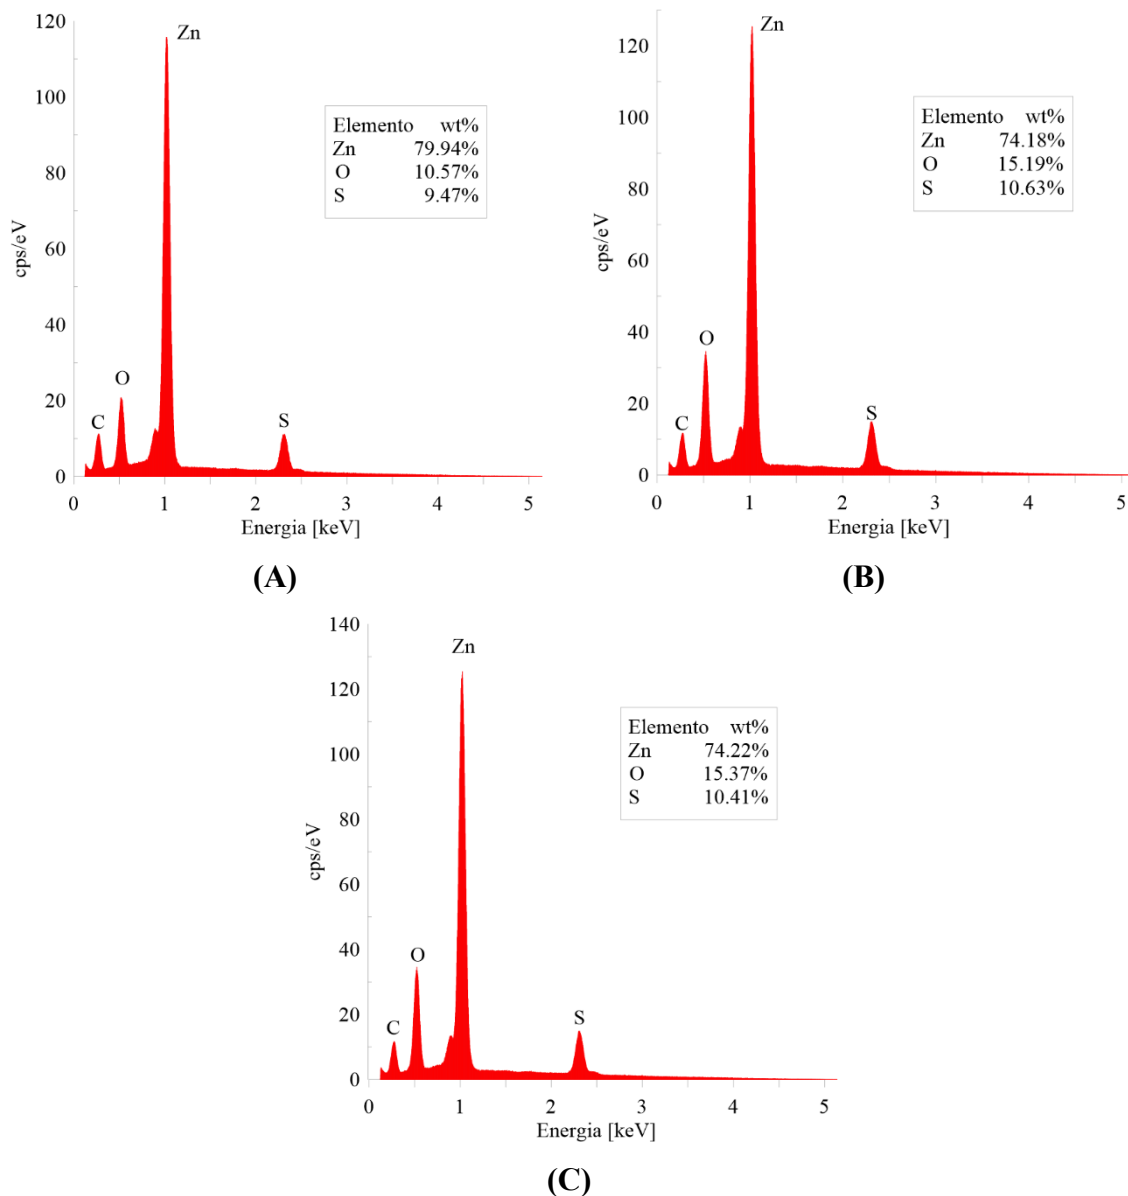 120
100
80
60
40
20
0
cps/eV
Zn
O
C
S
Elemento wt%
Zn 79.94%
O 10.57%
S 9.47%
0 1 2 3 4 5
Energia [keV]
(A)
120
100
80
60
40
20
0
cps/eV
Zn
O
C
S
Elemento wt%
Zn 74.18%
O 15.19%
S 10.63%
0 1 2 3 4 5
Energia [keV]
(B)
140
120
100
80
60
40
20
0
cps/eV
Zn
O
C
S
Elemento wt%
Zn 74.22%
O 15.37%
S 10.41%
0 1 2 3 4 5
Energia [keV]
(C)